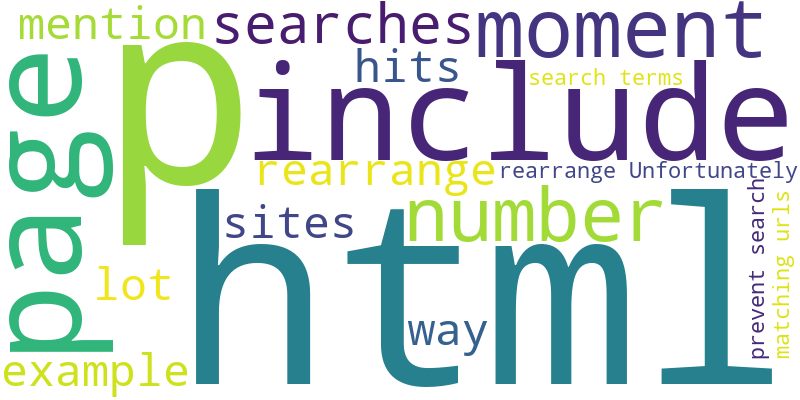 mention
searches
moment
hits
search terms
page
p
include
rearrange
rearrange Unfortunately
sites
number
html
lot
way
example
prevent search
matching urls